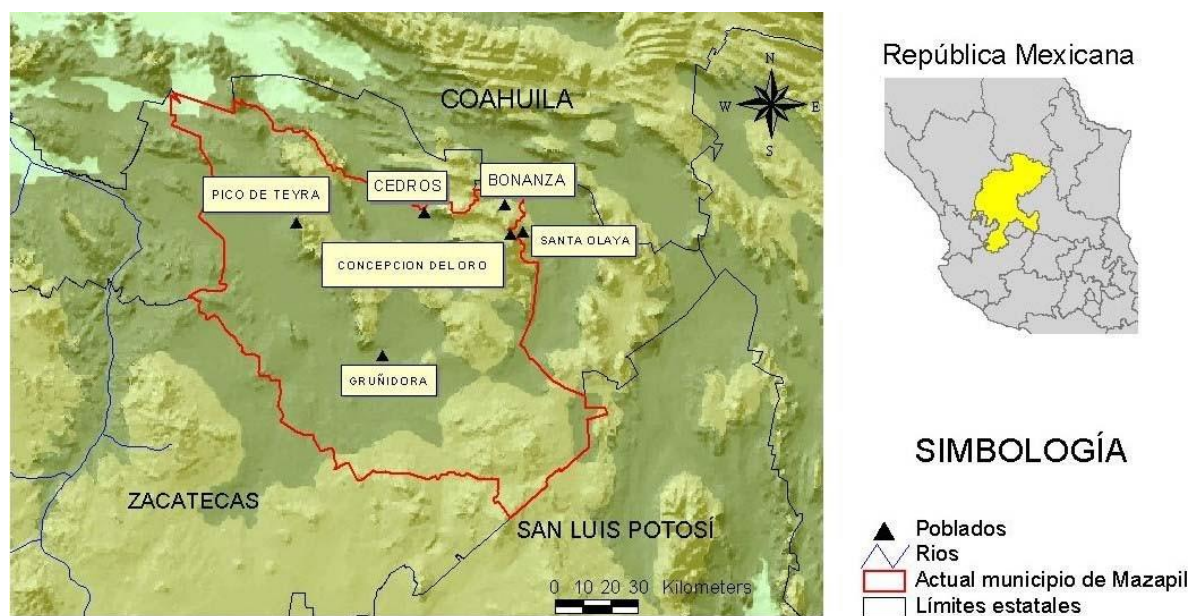 COAHUILA
N
W E
S
PICO DE TEYRA
CEDROS
BONANZA
SANTA OLAYA
CONCEPCION DEL ORO
GRUÑIDORA
ZACATECAS
SAN LUIS POTOSÍ
0 10 20 30 Kilometers
República Mexicana
SIMBOLOGÍA
Poblados
Rios
Actual municipio de Mazapil
Límites estatales